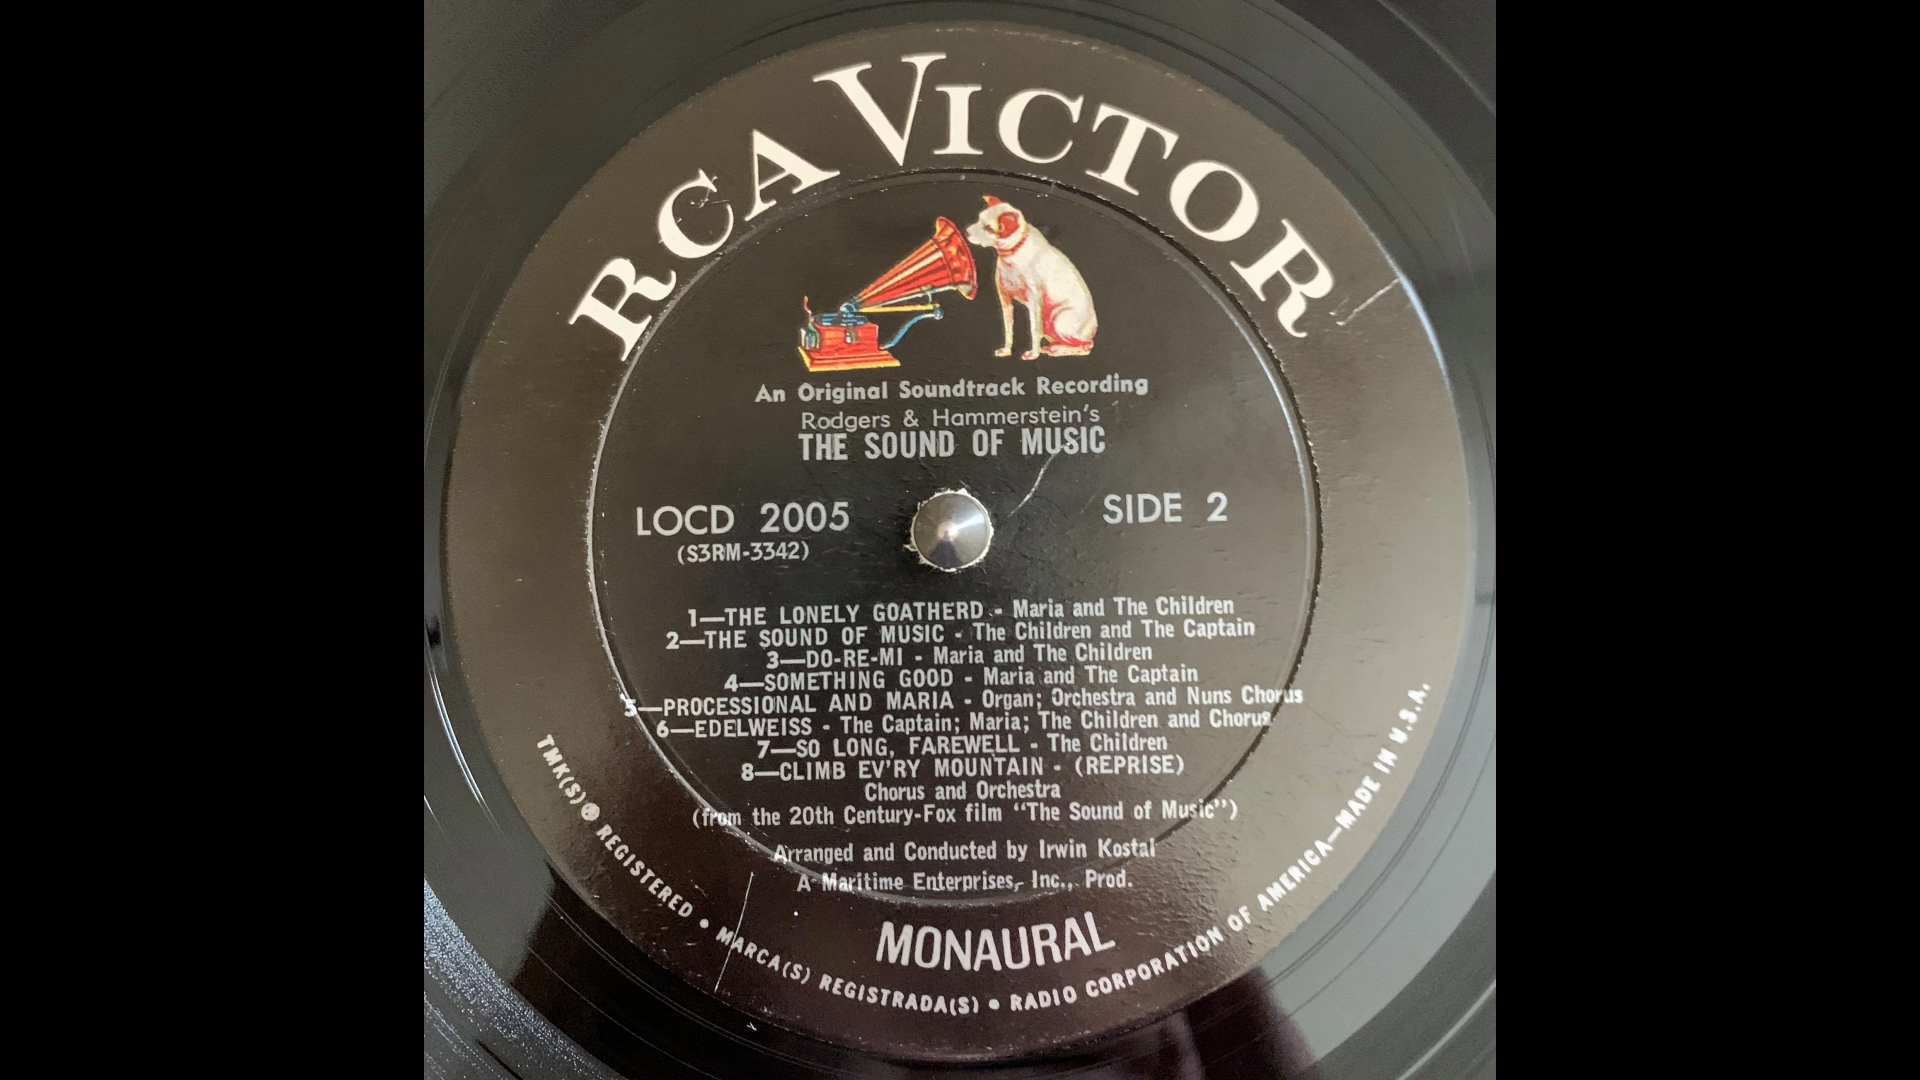 RCA VICTOR
An Original Soundtrack Recording
Rodgers & Hammerstein's
THE SOUND OF MUSIC
LOCD 2005
(S3RM-3342)
SIDE 2
1—THE LONELY GOATHERD - Maria and The Children
2—THE SOUND OF MUSIC - The Children and The Captain
3—DO-RE-MI - Maria and The Children
4—SOMETHING GOOD - Maria and The Captain
5—PROCESSIONAL AND MARIA - Organ; Orchestra and Nuns Chorus
6—EDELWEISS - The Captain; Maria; The Children and Chorus
7—SO LONG, FAREWELL - The Children
8—CLIMB EV'RY MOUNTAIN - (REPRISE)
Chorus and Orchestra
(from the 20th Century-Fox film "The Sound of Music")
Arranged and Conducted by Irwin Kostal
A Maritime Enterprises, Inc., Prod.
MONAURAL
TMK(S) ® REGISTERED • MARCA(S) REGISTRADA(S) • RADIO CORPORATION OF AMERICA—MADE IN U.S.A.